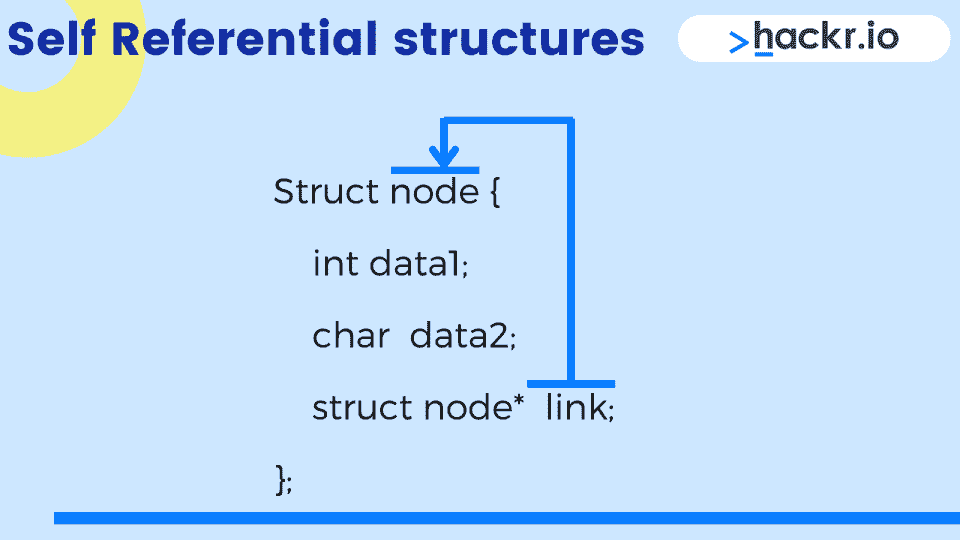 Self Referential structures
>hackr.io
Struct node {
int data1;
char  data2;
struct node*  link;
};